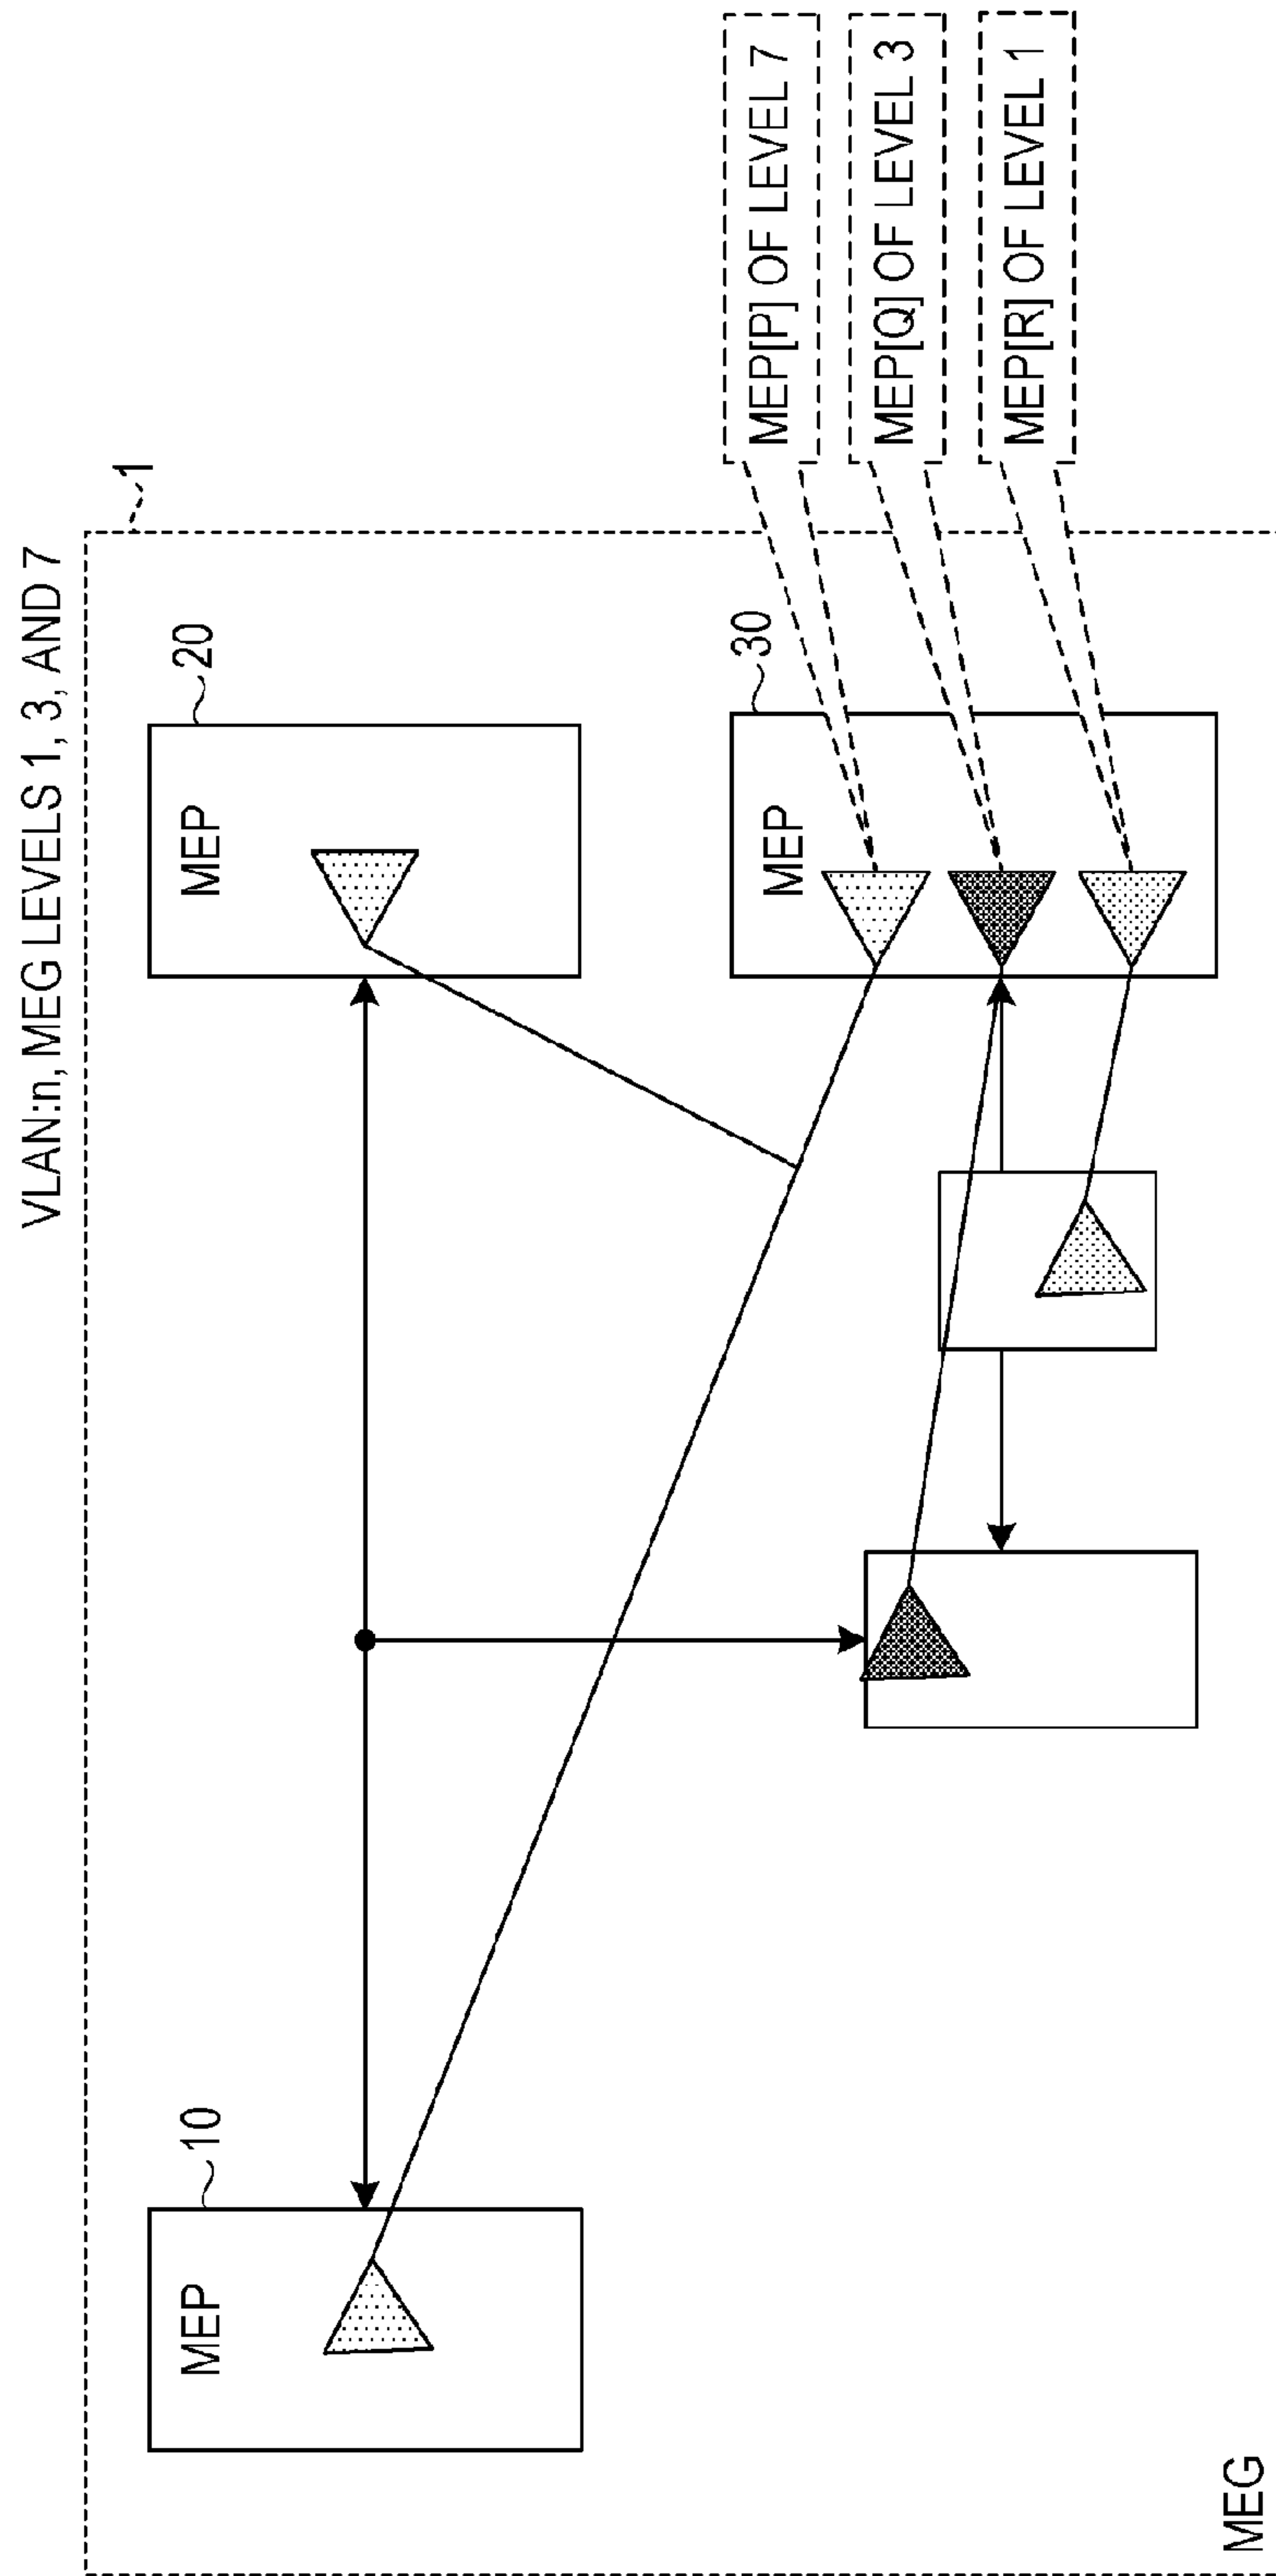 VLAN:n, MEG LEVELS 1, 3, AND 7
1
MEP
10
MEP
20
MEP
30
MEP[P] OF LEVEL 7
MEP[Q] OF LEVEL 3
MEP[R] OF LEVEL 1
MEG